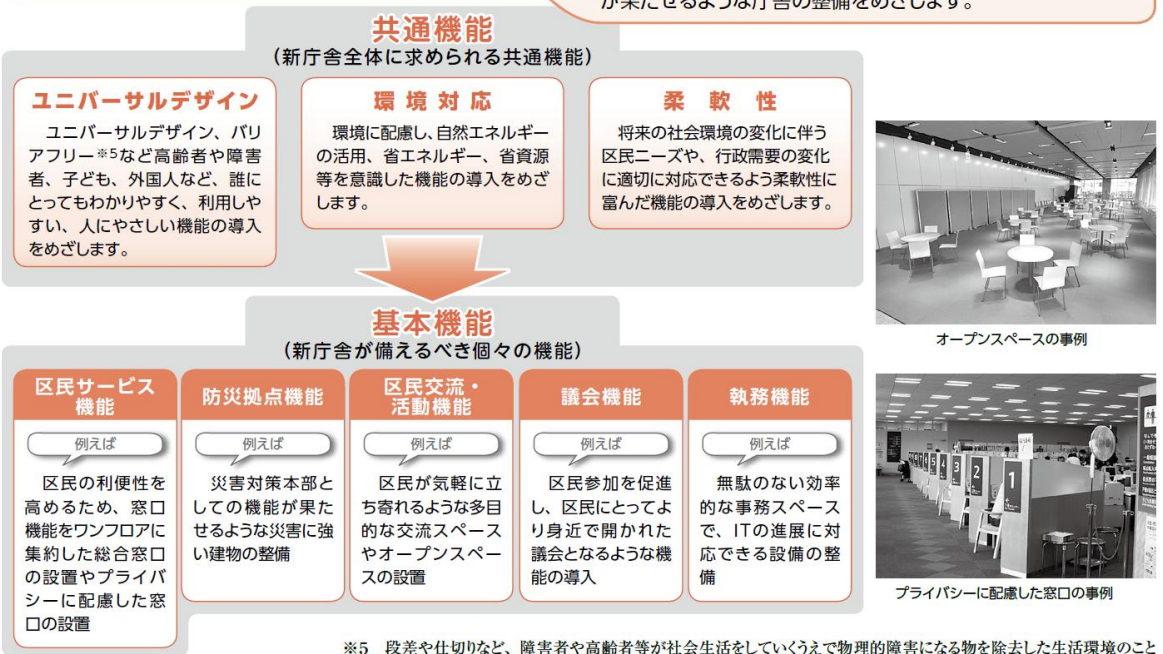 が果たせるような庁舎の整備をめざします。
共通機能
（新庁舎全体に求められる共通機能）
ユニバーサルデザイン
ユニバーサルデザイン、バリ
アフリー※5など高齢者や障害
者、子ども、外国人など、誰に
とってもわかりやすく、利用しや
すい、人にやさしい機能の導入
をめざします。
環境対応
環境に配慮し、自然エネルギー
の活用、省エネルギー、省資源
等を意識した機能の導入をめざ
します。
柔軟性
将来の社会環境の変化に伴う
区民ニーズや、行政需要の変化
に適切に対応できるよう柔軟性に
富んだ機能の導入をめざします。
オープンスペースの事例
基本機能
（新庁舎が備えるべき個々の機能）
区民サービス
機能
例えば
区民の利便性を
高めるため、窓口
機能をワンフロアに
集約した総合窓口
の設置やプライバ
シーに配慮した窓
口の設置
防災拠点機能
例えば
災害対策本部と
しての機能が果た
せるような災害に強
い建物の整備
区民交流・
活動機能
例えば
区民が気軽に立
ち寄れるような多目
的な交流スペース
やオープンスペー
スの設置
議会機能
例えば
区民参加を促進
し、区民にとってよ
り身近で開かれた
議会となるような機
能の導入
執務機能
例えば
無駄のない効率
的な事務スペース
で、ITの進展に対
応できる設備の整
備
5
4
3
2
1
プライバシーに配慮した窓口の事例
※5　段差や仕切りなど、障害者や高齢者等が社会生活をしていくうえで物理的障害になる物を除去した生活環境のこと